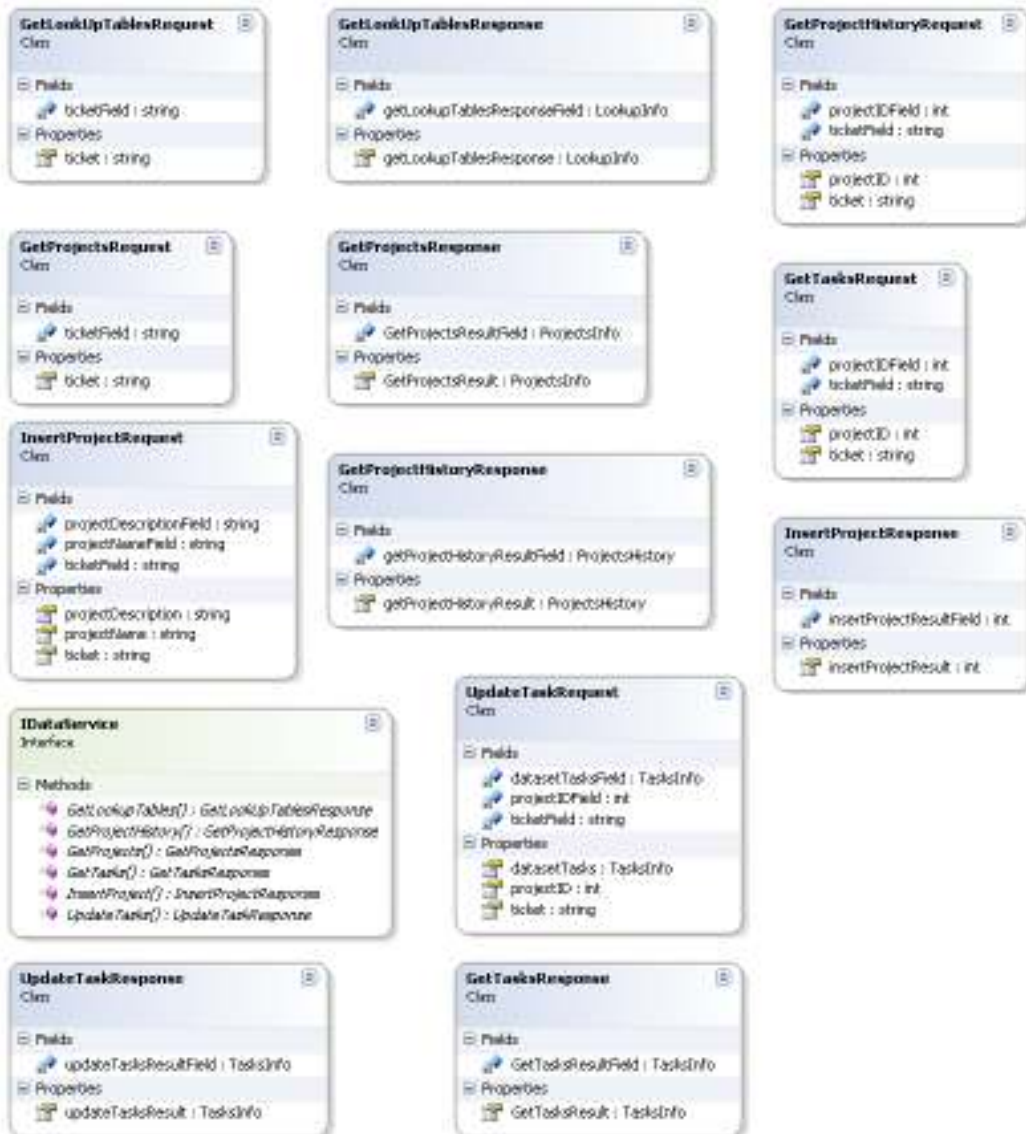 GetLookUpTablesRequest
Class
Fields
ticketField : string
Properties
ticket : string
GetLookUpTablesResponse
Class
Fields
getLookupTablesResponseField : LookupInfo
Properties
getLookupTablesResponse : LookupInfo
GetProjectHistoryRequest
Class
Fields
projectIDField : int
ticketField : string
Properties
projectID : int
ticket : string
GetProjectsRequest
Class
Fields
ticketField : string
Properties
ticket : string
GetProjectsResponse
Class
Fields
GetProjectsResultField : ProjectsInfo
Properties
GetProjectsResult : ProjectsInfo
GetTasksRequest
Class
Fields
projectIDField : int
ticketField : string
Properties
projectID : int
ticket : string
InsertProjectRequest
Class
Fields
projectDescriptionField : string
projectNameField : string
ticketField : string
Properties
projectDescription : string
projectName : string
ticket : string
GetProjectHistoryResponse
Class
Fields
getProjectHistoryResultField : ProjectsHistory
Properties
getProjectHistoryResult : ProjectsHistory
InsertProjectResponse
Class
Fields
insertProjectResultField : int
Properties
insertProjectResult : int
IDataService
Interface
Methods
GetLookupTables() : GetLookUpTablesResponse
GetProjectHistory() : GetProjectHistoryResponse
GetProjects() : GetProjectsResponse
GetTasks() : GetTasksResponse
InsertProject() : InsertProjectResponse
UpdateTasks() : UpdateTaskResponse
UpdateTaskRequest
Class
Fields
datasetTasksField : TasksInfo
projectIDField : int
ticketField : string
Properties
datasetTasks : TasksInfo
projectID : int
ticket : string
UpdateTaskResponse
Class
Fields
updateTasksResultField : TasksInfo
Properties
updateTasksResult : TasksInfo
GetTasksResponse
Class
Fields
GetTasksResultField : TasksInfo
Properties
GetTasksResult : TasksInfo